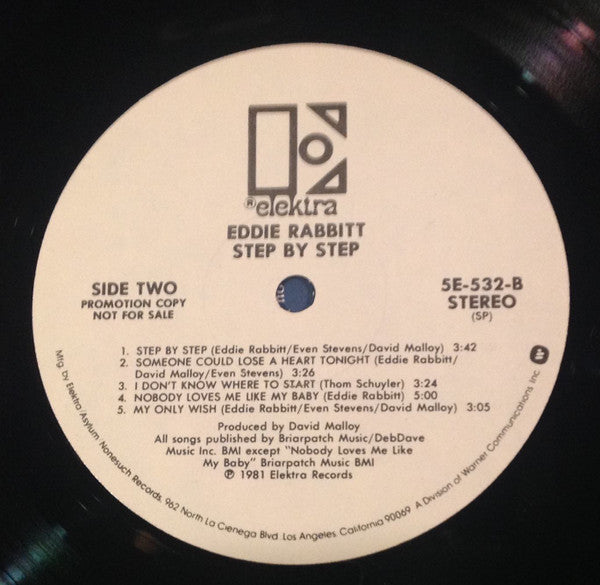 ® elektra
EDDIE RABBITT
STEP BY STEP
SIDE TWO
PROMOTION COPY
NOT FOR SALE
5E-532-B
STEREO
(SP)
1. STEP BY STEP (Eddie Rabbitt/Even Stevens/David Malloy) 3:42
2. SOMEONE COULD LOSE A HEART TONIGHT (Eddie Rabbitt/
David Malloy/Even Stevens) 3:26
3. I DON'T KNOW WHERE TO START (Thom Schuyler) 3:24
4. NOBODY LOVES ME LIKE MY BABY (Eddie Rabbitt) 5:00
5. MY ONLY WISH (Eddie Rabbitt/Even Stevens/David Malloy) 3:05
Produced by David Malloy
All songs published by Briarpatch Music/DebDave
Music Inc. BMI except "Nobody Loves Me Like
My Baby" Briarpatch Music BMI
℗ 1981 Elektra Records
Mfg. by Elektra Asylum Nonesuch Records, 962 North La Cienega Blvd. Los Angeles, California 90069 A Division of Warner Communications Inc.